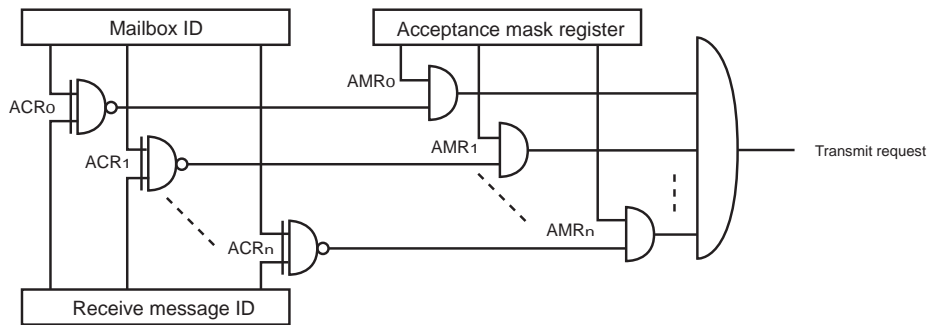 Mailbox ID
Acceptance mask register
AMR0
ACR0
AMR1
ACR1
Transmit request
AMRn
ACRn
Receive message ID